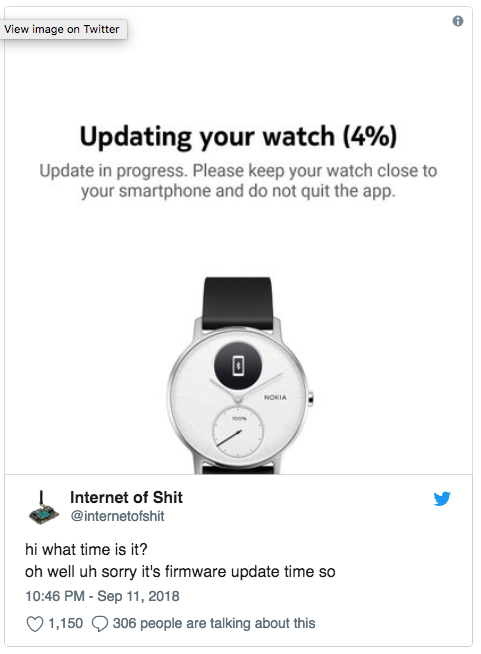 View image on Twitter
Updating your watch (4%)
Update in progress. Please keep your watch close to
your smartphone and do not quit the app.
NOKIA
100%
Internet of Shit
@internetofshit
hi what time is it?
oh well uh sorry it's firmware update time so
10:46 PM - Sep 11, 2018
1,150
306 people are talking about this